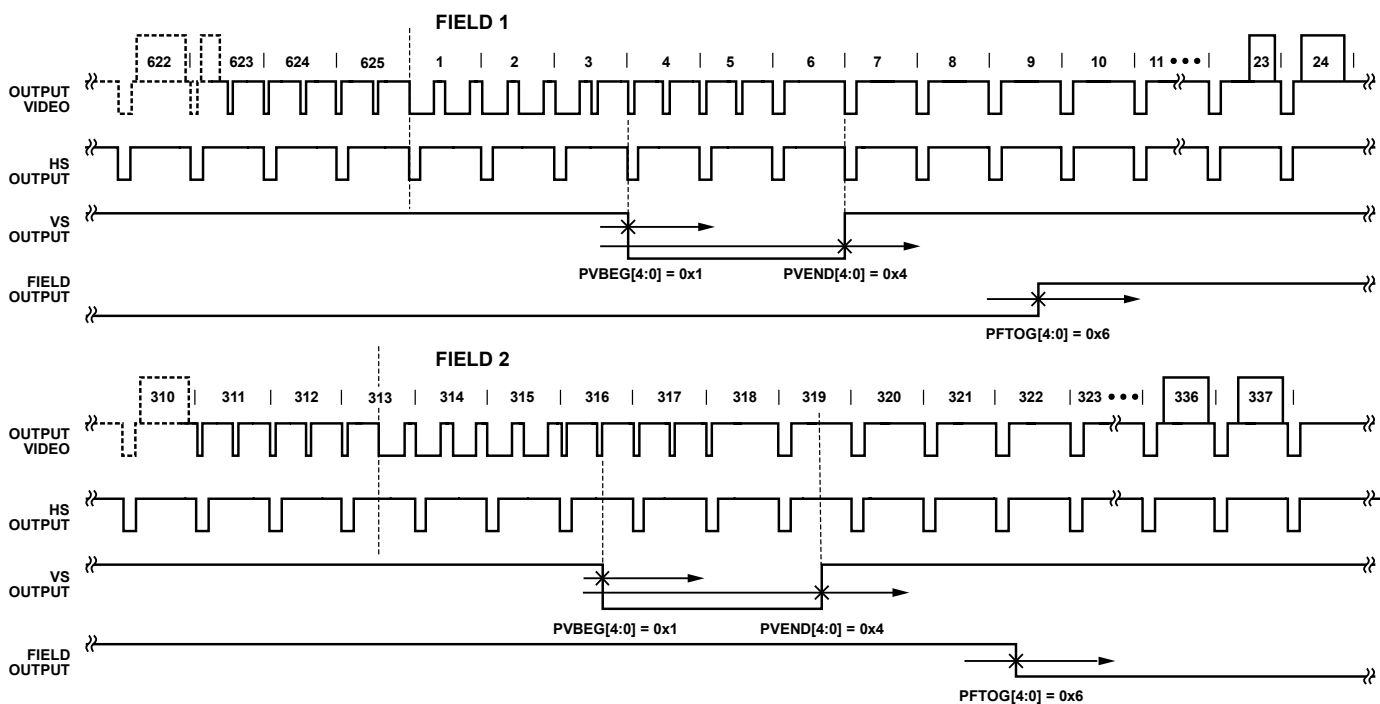 FIELD 1
622 623 624 625 1 2 3 4 5 6 7 8 9 10 11 ••• 23 24
OUTPUT
VIDEO
HS
OUTPUT
VS
OUTPUT
PVBEG[4:0] = 0x1 PVEND[4:0] = 0x4
FIELD
OUTPUT
PFTOG[4:0] = 0x6
FIELD 2
310 311 312 313 314 315 316 317 318 319 320 321 322 323 ••• 336 337
OUTPUT
VIDEO
HS
OUTPUT
VS
OUTPUT
PVBEG[4:0] = 0x1 PVEND[4:0] = 0x4
FIELD
OUTPUT
PFTOG[4:0] = 0x6